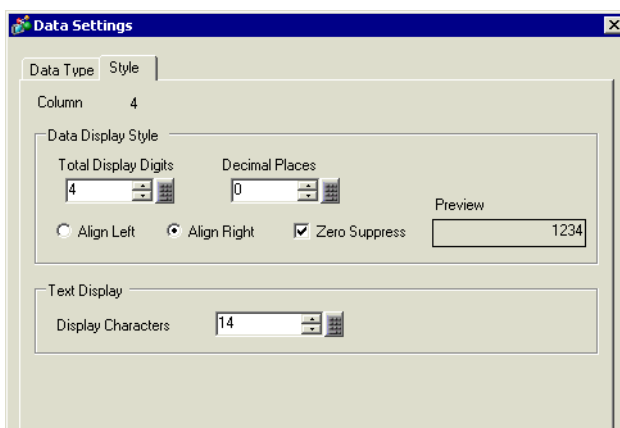 Data Settings
Data Type Style
Column 4
Data Display Style
Total Display Digits Decimal Places
4 0
Preview
Align Left Align Right Zero Suppress 1234
Text Display
Display Characters 14